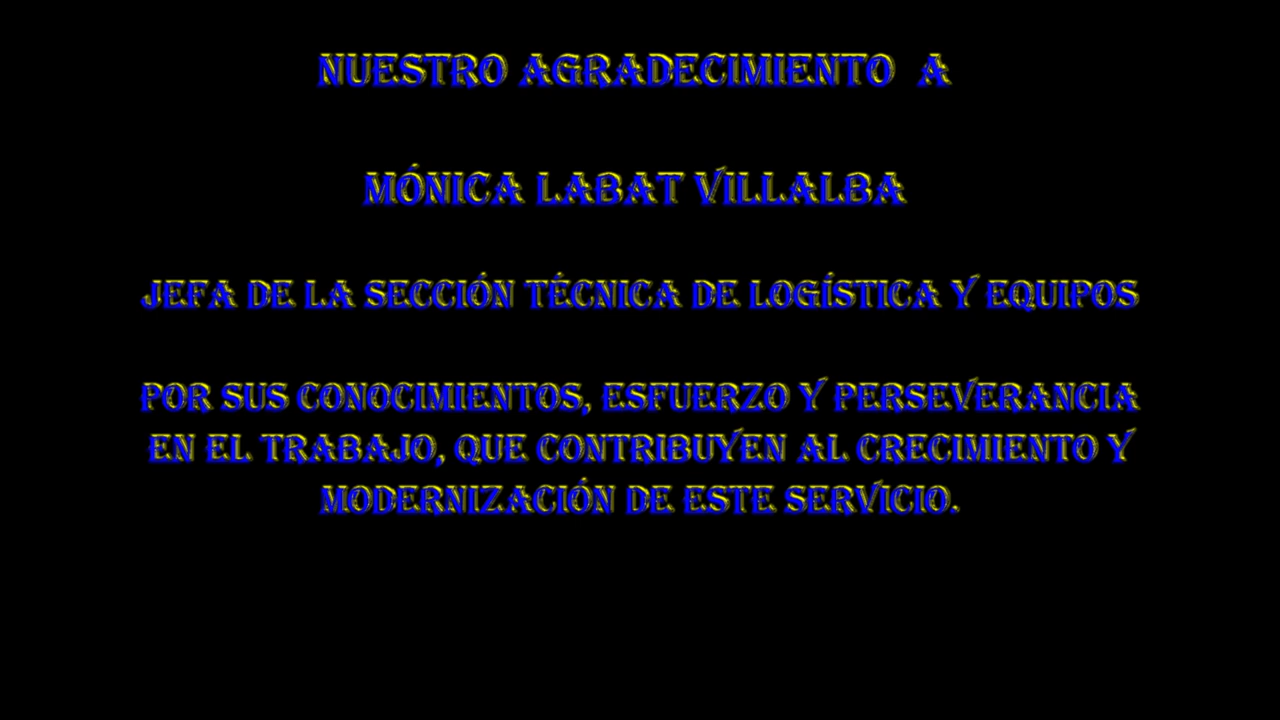 NUESTRO AGRADECIMIENTO A
MÓNICA LABAT VILLALBA
JEFA DE LA SECCIÓN TÉCNICA DE LOGÍSTICA Y EQUIPOS
POR SUS CONOCIMIENTOS, ESFUERZO Y PERSEVERANCIA
EN EL TRABAJO, QUE CONTRIBUYEN AL CRECIMIENTO Y
MODERNIZACIÓN DE ESTE SERVICIO.